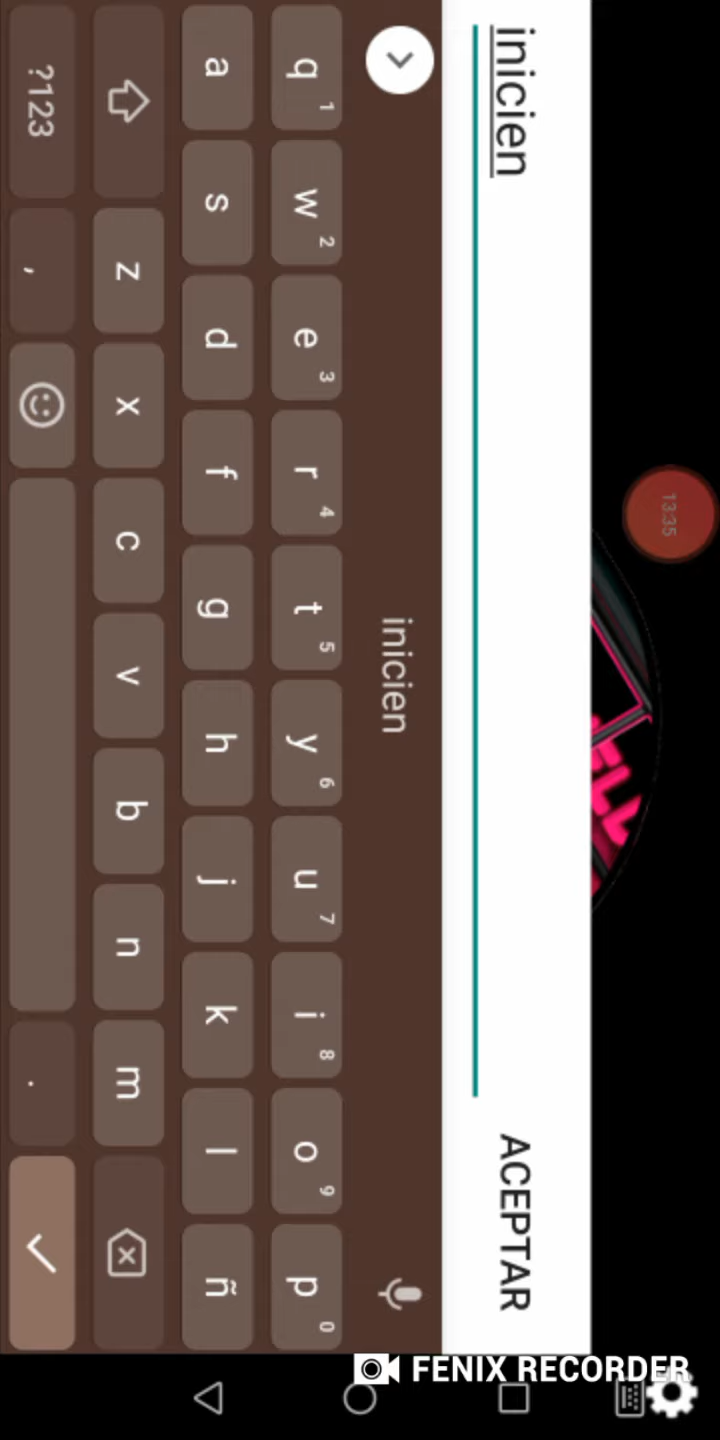 inicien
ACEPTAR
13:35
inicien
q 1 w 2 e 3 r 4 t 5 y 6 u 7 i 8 o 9 p 0
a s d f g h j k l ñ
z x c v b n m
?123 , .
FENIX RECORDER